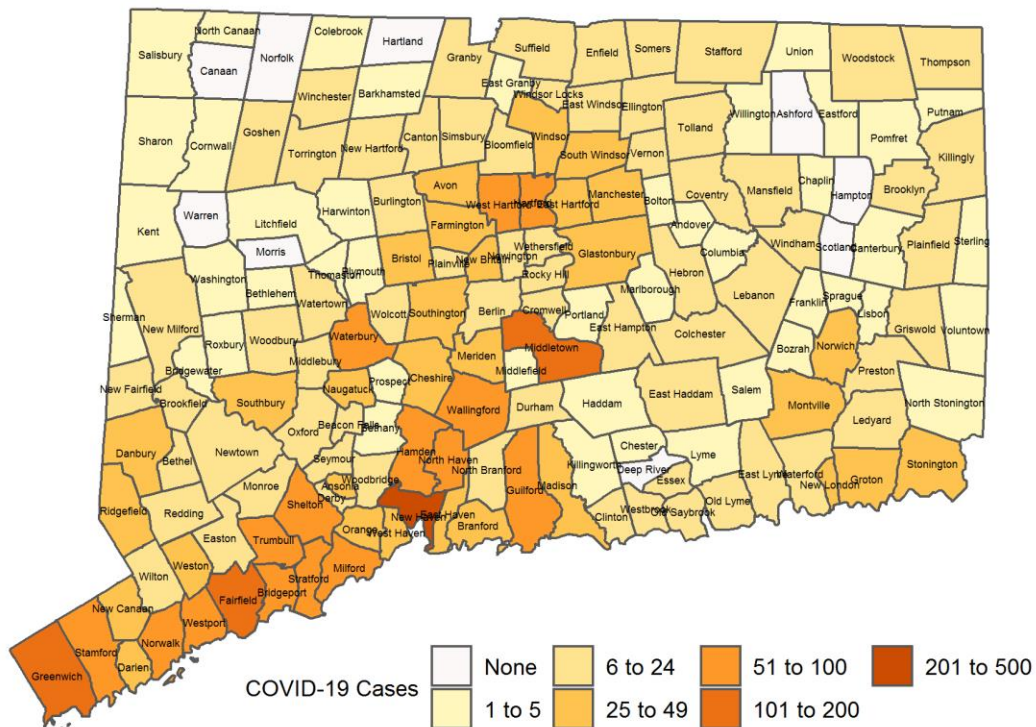 North Canaan
Colebrook
Hartland
Suffield
Enfield
Somers
Stafford
Union
Woodstock
Thompson
Salisbury
Canaan
Norfolk
Granby
East Granby
Windsor Locks
Winchester
Barkhamsted
East Windsor
Ellington
Willington
Ashford
Eastford
Putnam
Pomfret
Sharon
Cornwall
Goshen
Torrington
New Hartford
Canton
Simsbury
Bloomfield
Windsor
South Windsor
Vernon
Tolland
Killingly
Avon
West Hartford
Hartford
East Hartford
Manchester
Bolton
Coventry
Mansfield
Chaplin
Hampton
Brooklyn
Kent
Warren
Litchfield
Harwinton
Burlington
Farmington
Andover
Columbia
Windham
Scotland
Canterbury
Plainfield
Sterling
Morris
Bristol
Plainville
New Britain
Newington
Wethersfield
Glastonbury
Rocky Hill
Hebron
Marlborough
Washington
Bethlehem
Thomaston
Plymouth
Watertown
Wolcott
Southington
Berlin
Cromwell
Portland
East Hampton
Colchester
Lebanon
Franklin
Sprague
Lisbon
Griswold
Voluntown
Sherman
New Milford
Roxbury
Woodbury
Waterbury
Middlebury
Meriden
Middletown
Middlefield
Bozrah
Norwich
Preston
Bridgewater
New Fairfield
Brookfield
Southbury
Naugatuck
Prospect
Cheshire
Wallingford
Durham
Haddam
East Haddam
Salem
Montville
Ledyard
North Stonington
Danbury
Bethel
Newtown
Oxford
Beacon Falls
Bethany
Seymour
Hamden
North Haven
North Branford
Guilford
Madison
Killingworth
Chester
Deep River
Essex
Lyme
East Lyme
Waterford
New London
Groton
Stonington
Ridgefield
Redding
Monroe
Ansonia
Derby
Woodbridge
Shelton
Orange
New Haven
West Haven
East Haven
Branford
Clinton
Westbrook
Old Saybrook
Old Lyme
Easton
Trumbull
Weston
Wilton
Milford
Stratford
Bridgeport
Fairfield
New Canaan
Westport
Norwalk
Darien
Stamford
Greenwich
COVID-19 Cases
None
1 to 5
6 to 24
25 to 49
51 to 100
101 to 200
201 to 500